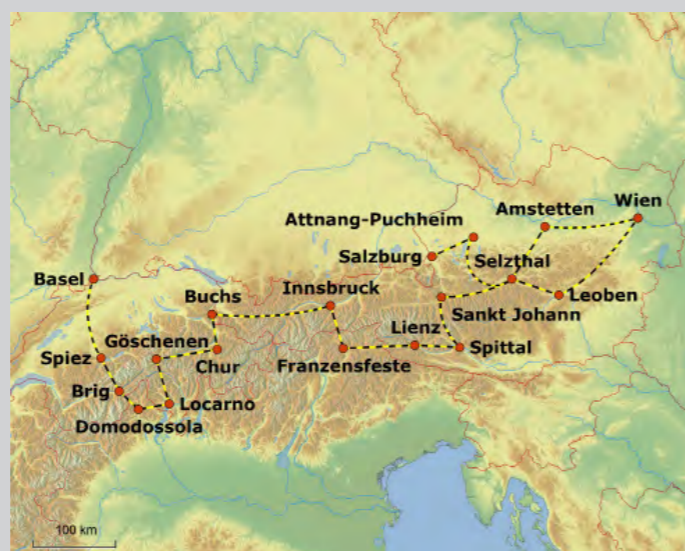 Wien
Amstetten
Attnang-Puchheim
Salzburg
Selzthal
Basel
Innsbruck
Leoben
Buchs
Sankt Johann
Göschenen
Lienz
Spittal
Spiez
Chur
Franzensfeste
Brig
Locarno
Domodossola
100 km